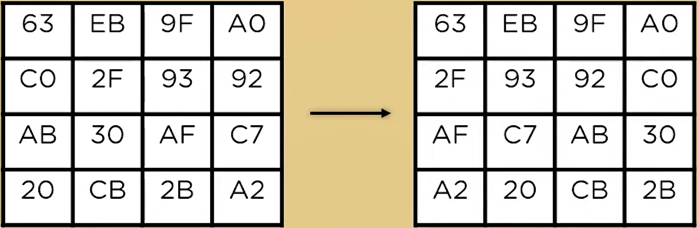 63 EB 9F A0 63 EB 9F A0
C0 2F 93 92 2F 93 92 C0
AB 30 AF C7 AF C7 AB 30
20 CB 2B A2 A2 20 CB 2B